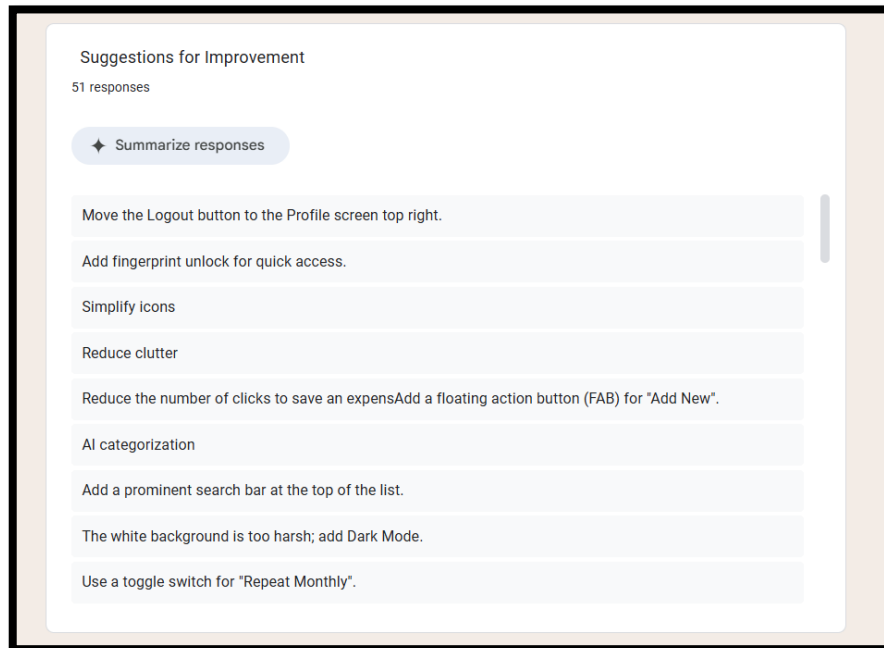 Suggestions for Improvement
51 responses
Summarize responses
Move the Logout button to the Profile screen top right.
Add fingerprint unlock for quick access.
Simplify icons
Reduce clutter
Reduce the number of clicks to save an expensAdd a floating action button (FAB) for "Add New".
AI categorization
Add a prominent search bar at the top of the list.
The white background is too harsh; add Dark Mode.
Use a toggle switch for "Repeat Monthly".